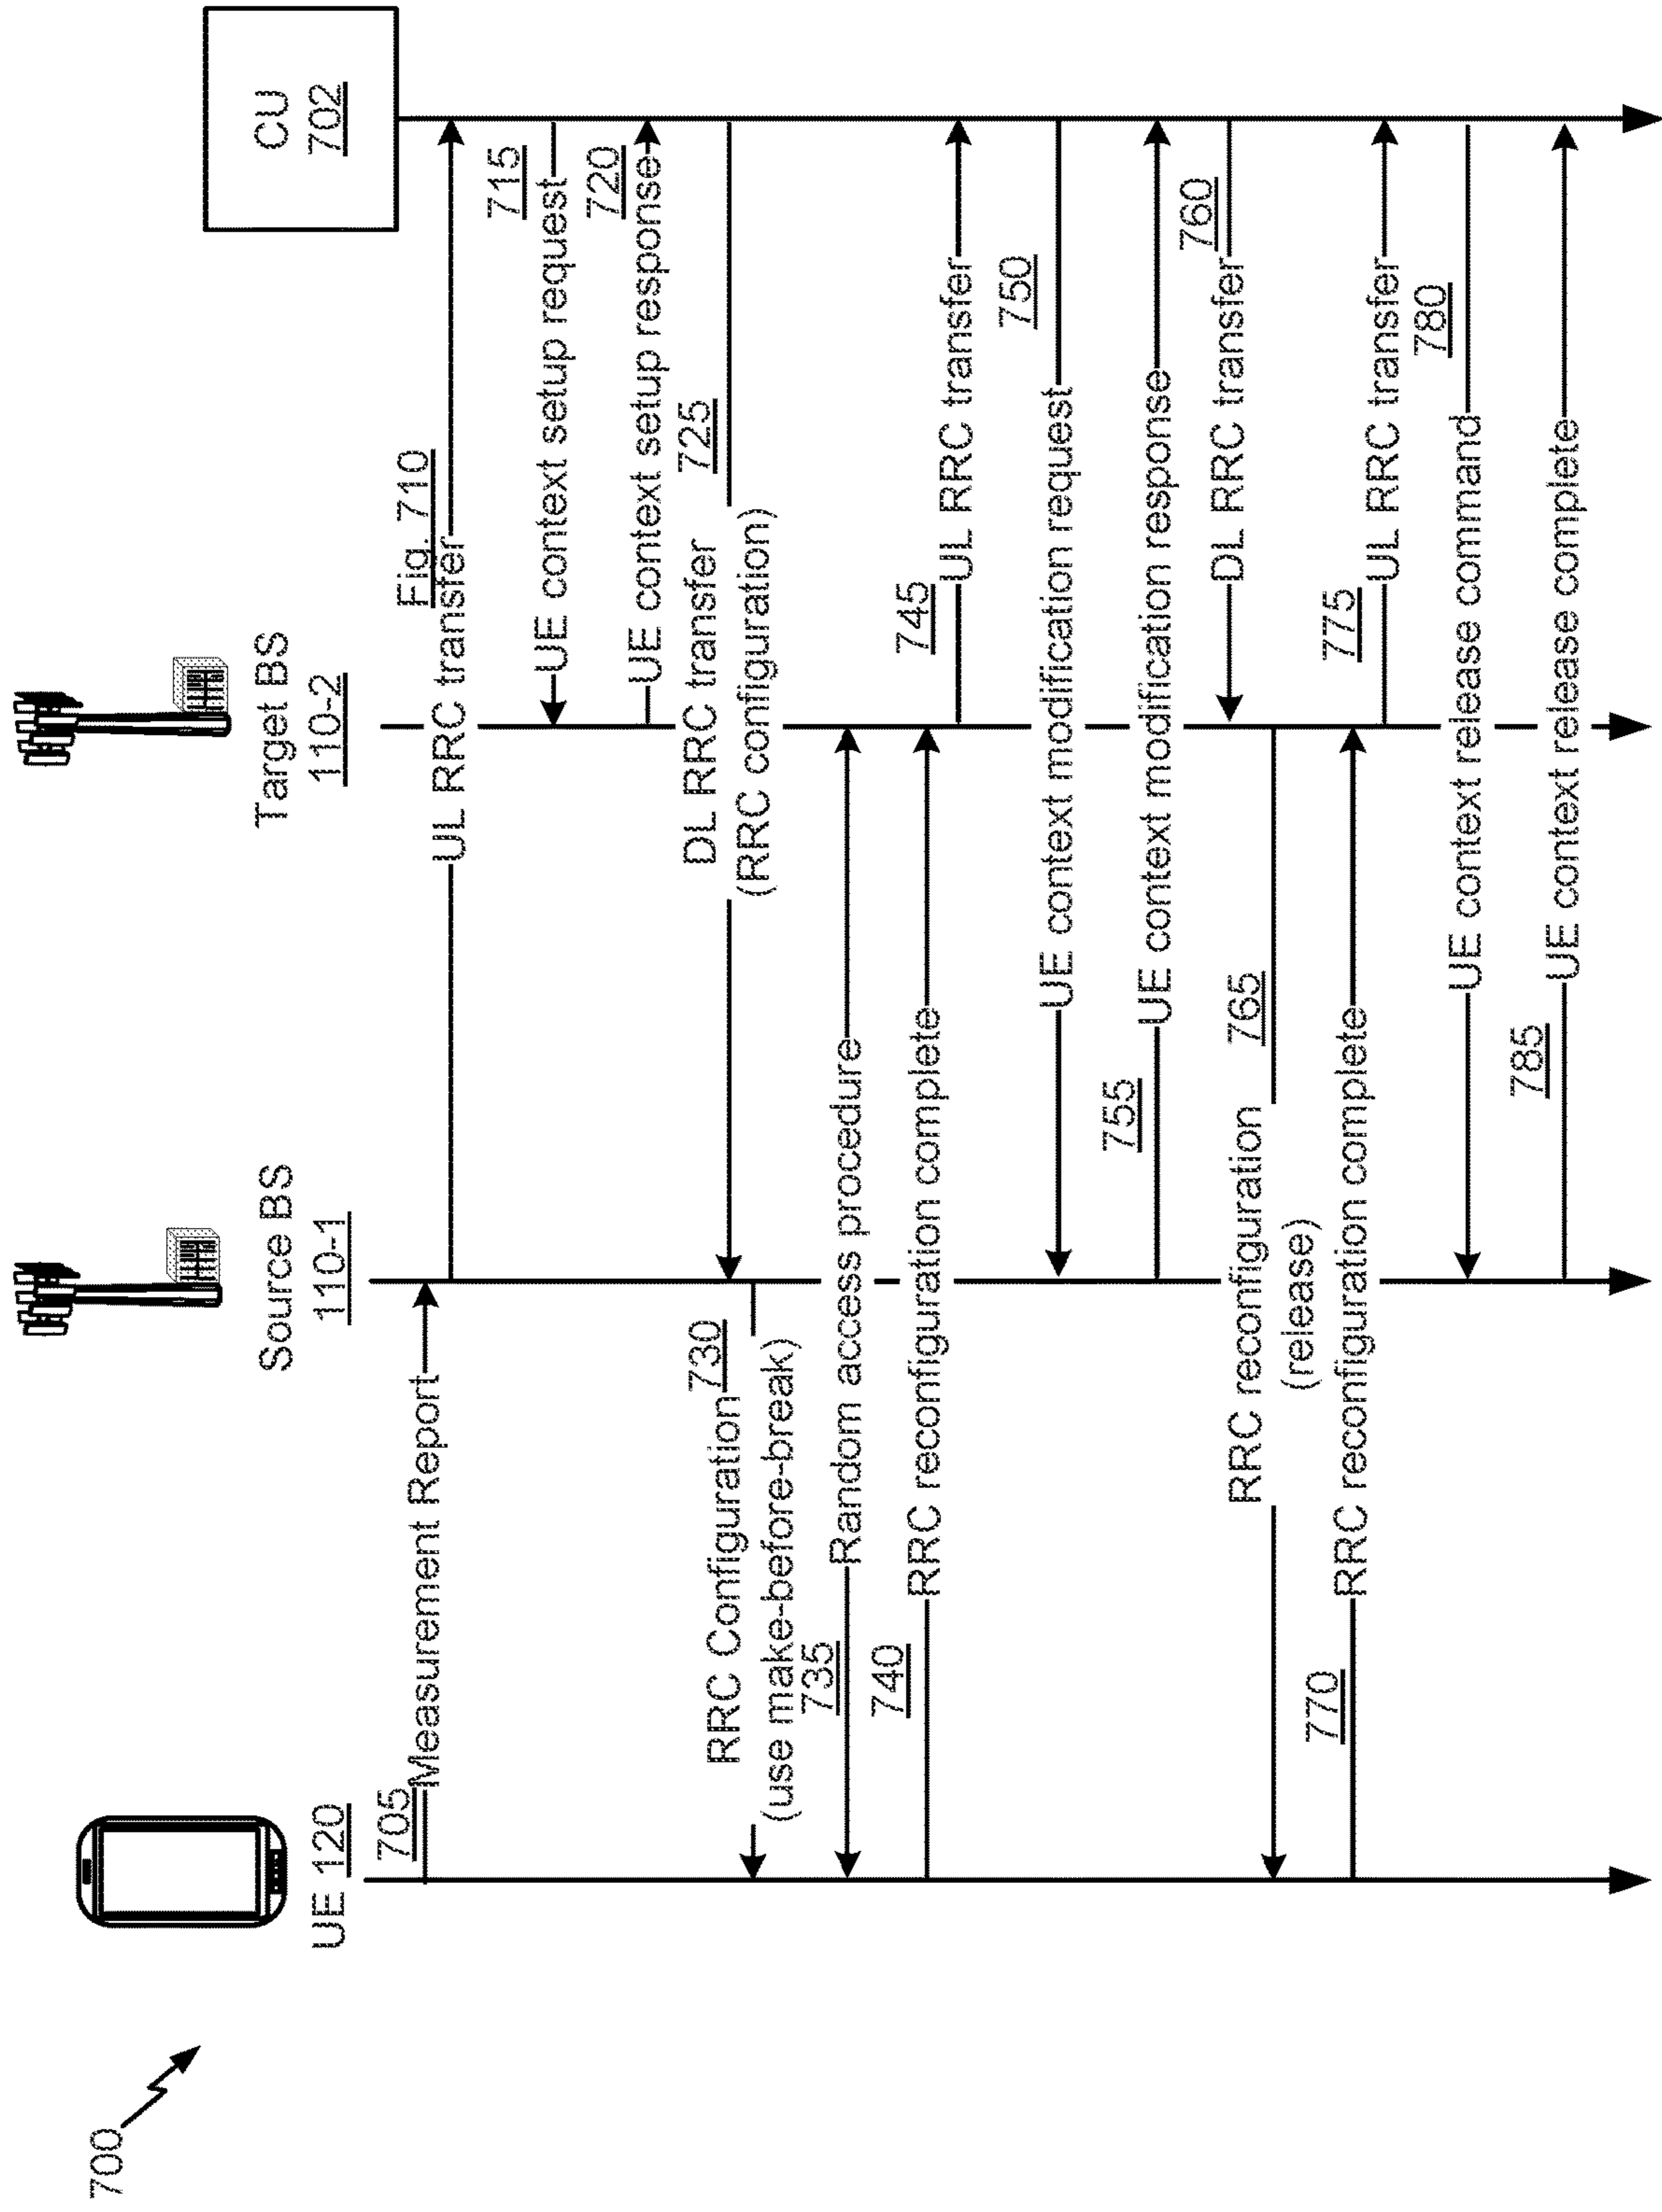 700
UE 120
Source BS
110-1
Target BS
110-2
CU
702
705
Measurement Report
Fig. 710
UL RRC transfer
715
UE context setup request
720
UE context setup response
725
DL RRC transfer
(RRC configuration)
730
RRC Configuration
(use make-before-break)
735
Random access procedure
740
RRC reconfiguration complete
745
UL RRC transfer
750
UE context modification request
755
UE context modification response
760
DL RRC transfer
765
RRC reconfiguration
(release)
770
RRC reconfiguration complete
775
UL RRC transfer
780
UE context release command
785
UE context release complete